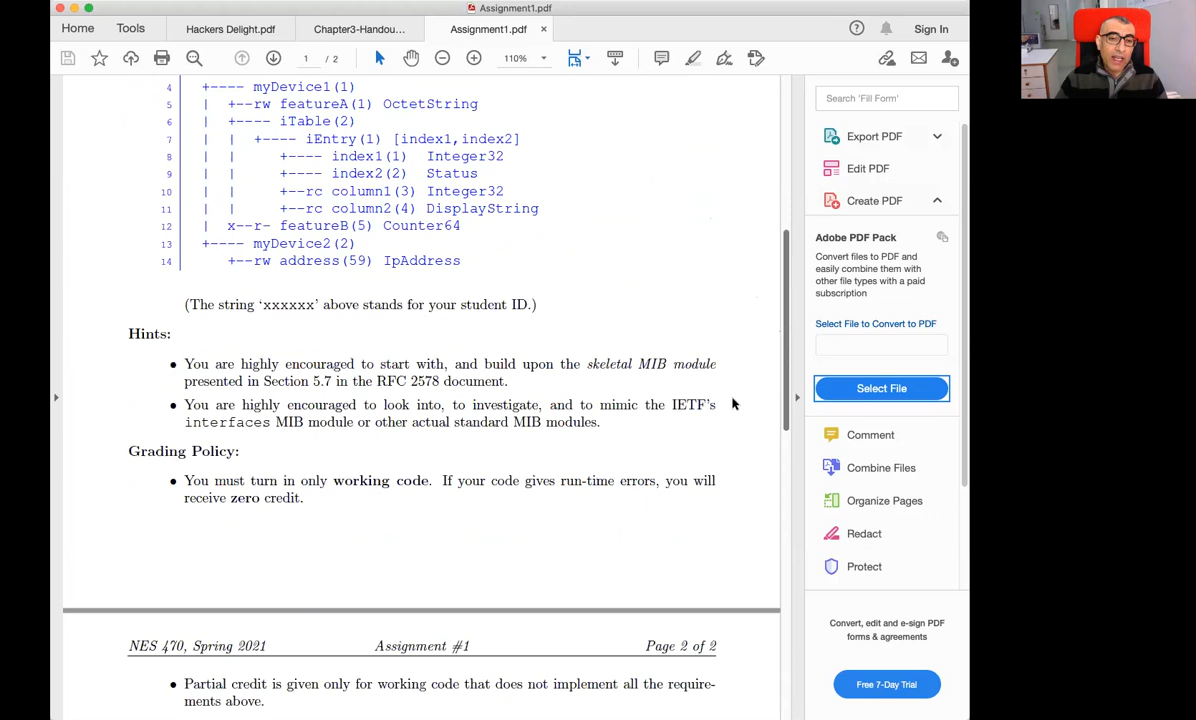 Assignment1.pdf
Home
Tools
Hackers Delight.pdf
Chapter3-Handou...
Assignment1.pdf ×
Sign In
1 / 2
110%
4 +---- myDevice1(1)
5 | +--rw featureA(1) OctetString
6 | +---- iTable(2)
7 | | +---- iEntry(1) [index1,index2]
8 | | +---- index1(1) Integer32
9 | | +---- index2(2) Status
10 | | +--rc column1(3) Integer32
11 | | +--rc column2(4) DisplayString
12 | x--r- featureB(5) Counter64
13 +---- myDevice2(2)
14 +--rw address(59) IpAddress
(The string ‘xxxxxx’ above stands for your student ID.)
Hints:
• You are highly encouraged to start with, and build upon the skeletal MIB module
presented in Section 5.7 in the RFC 2578 document.
• You are highly encouraged to look into, to investigate, and to mimic the IETF’s
interfaces MIB module or other actual standard MIB modules.
Grading Policy:
• You must turn in only working code. If your code gives run-time errors, you will
receive zero credit.
NES 470, Spring 2021 Assignment #1 Page 2 of 2
• Partial credit is given only for working code that does not implement all the require-
ments above.
Search 'Fill Form'
Export PDF
Edit PDF
Create PDF
Adobe PDF Pack
Convert files to PDF and
easily combine them with
other file types with a paid
subscription
Select File to Convert to PDF
Select File
Comment
Combine Files
Organize Pages
Redact
Protect
Convert, edit and e-sign PDF
forms & agreements
Free 7-Day Trial